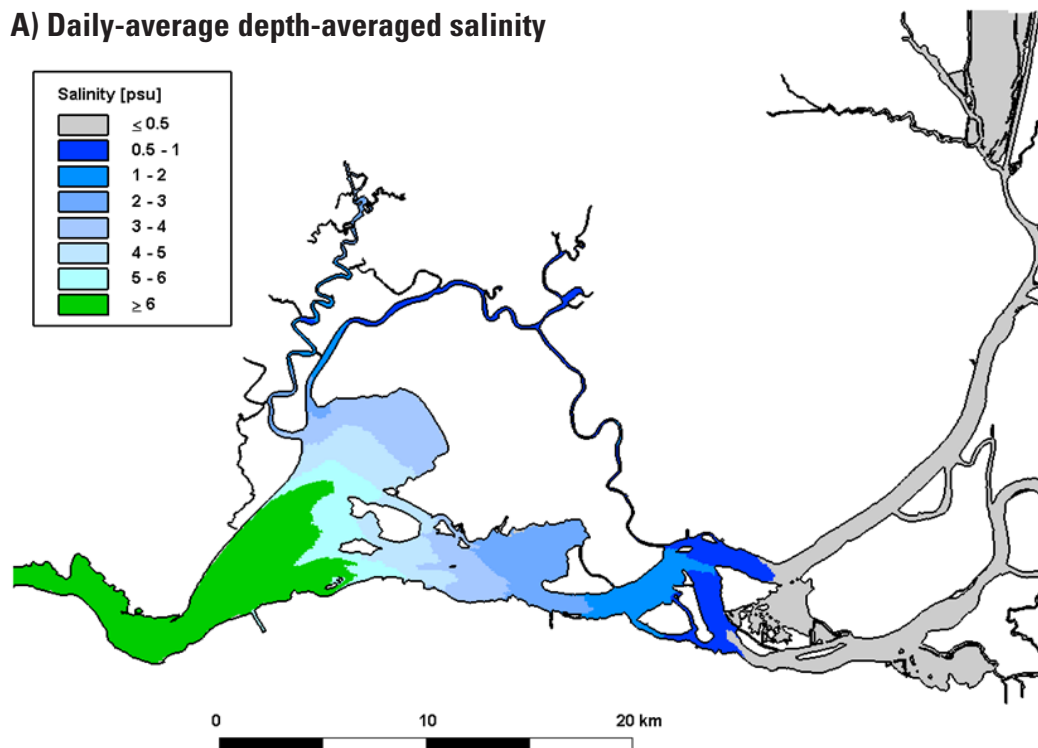 A) Daily-average depth-averaged salinity
Salinity [psu]
≤ 0.5
0.5 - 1
1 - 2
2 - 3
3 - 4
4 - 5
5 - 6
≥ 6
0 10 20 km